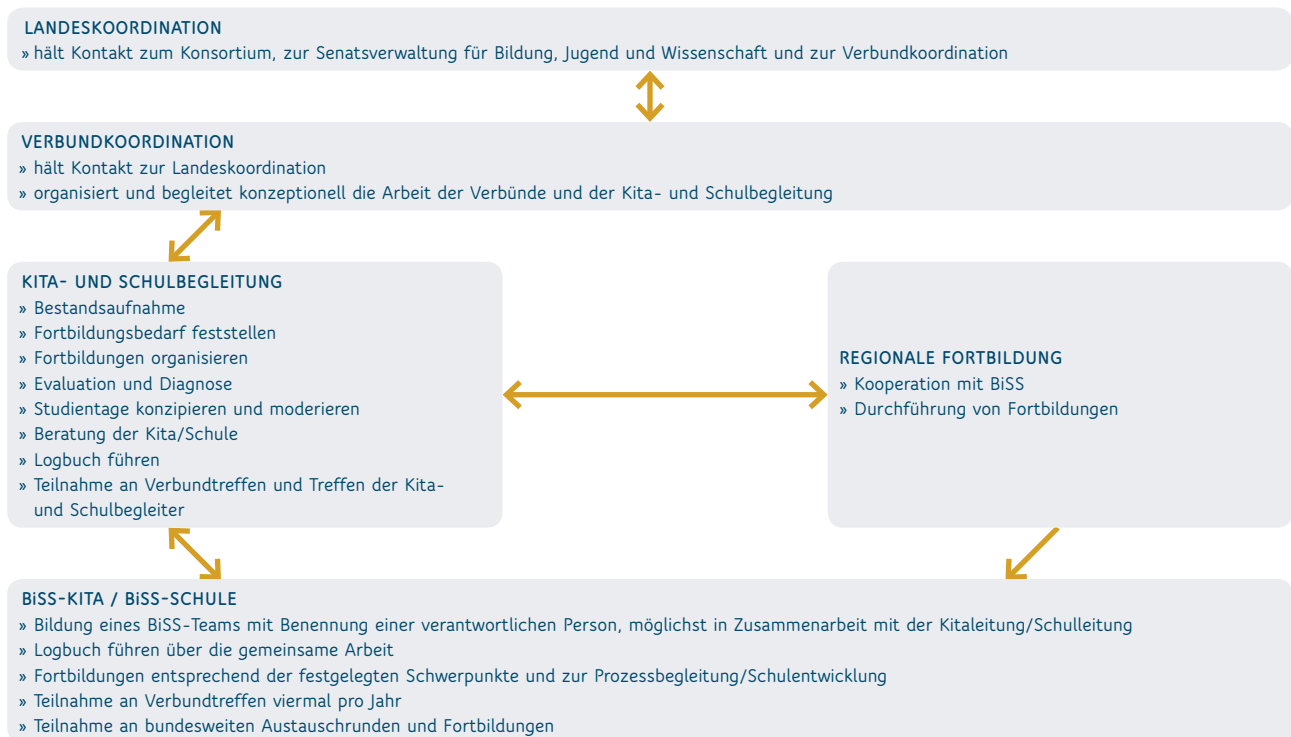 LANDESKOORDINATION
» hält Kontakt zum Konsortium, zur Senatsverwaltung für Bildung, Jugend und Wissenschaft und zur Verbundkoordination
VERBUNDKOORDINATION
» hält Kontakt zur Landeskoordination
» organisiert und begleitet konzeptionell die Arbeit der Verbünde und der Kita- und Schulbegleitung
KITA- UND SCHULBEGLEITUNG
» Bestandsaufnahme
» Fortbildungsbedarf feststellen
» Fortbildungen organisieren
» Evaluation und Diagnose
» Studientage konzipieren und moderieren
» Beratung der Kita/Schule
» Logbuch führen
» Teilnahme an Verbundtreffen und Treffen der Kita-
und Schulbegleiter
REGIONALE FORTBILDUNG
» Kooperation mit BiSS
» Durchführung von Fortbildungen
BiSS-KITA / BiSS-SCHULE
» Bildung eines BiSS-Teams mit Benennung einer verantwortlichen Person, möglichst in Zusammenarbeit mit der Kitaleitung/Schulleitung
» Logbuch führen über die gemeinsame Arbeit
» Fortbildungen entsprechend der festgelegten Schwerpunkte und zur Prozessbegleitung/Schulentwicklung
» Teilnahme an Verbundtreffen viermal pro Jahr
» Teilnahme an bundesweiten Austauschrunden und Fortbildungen